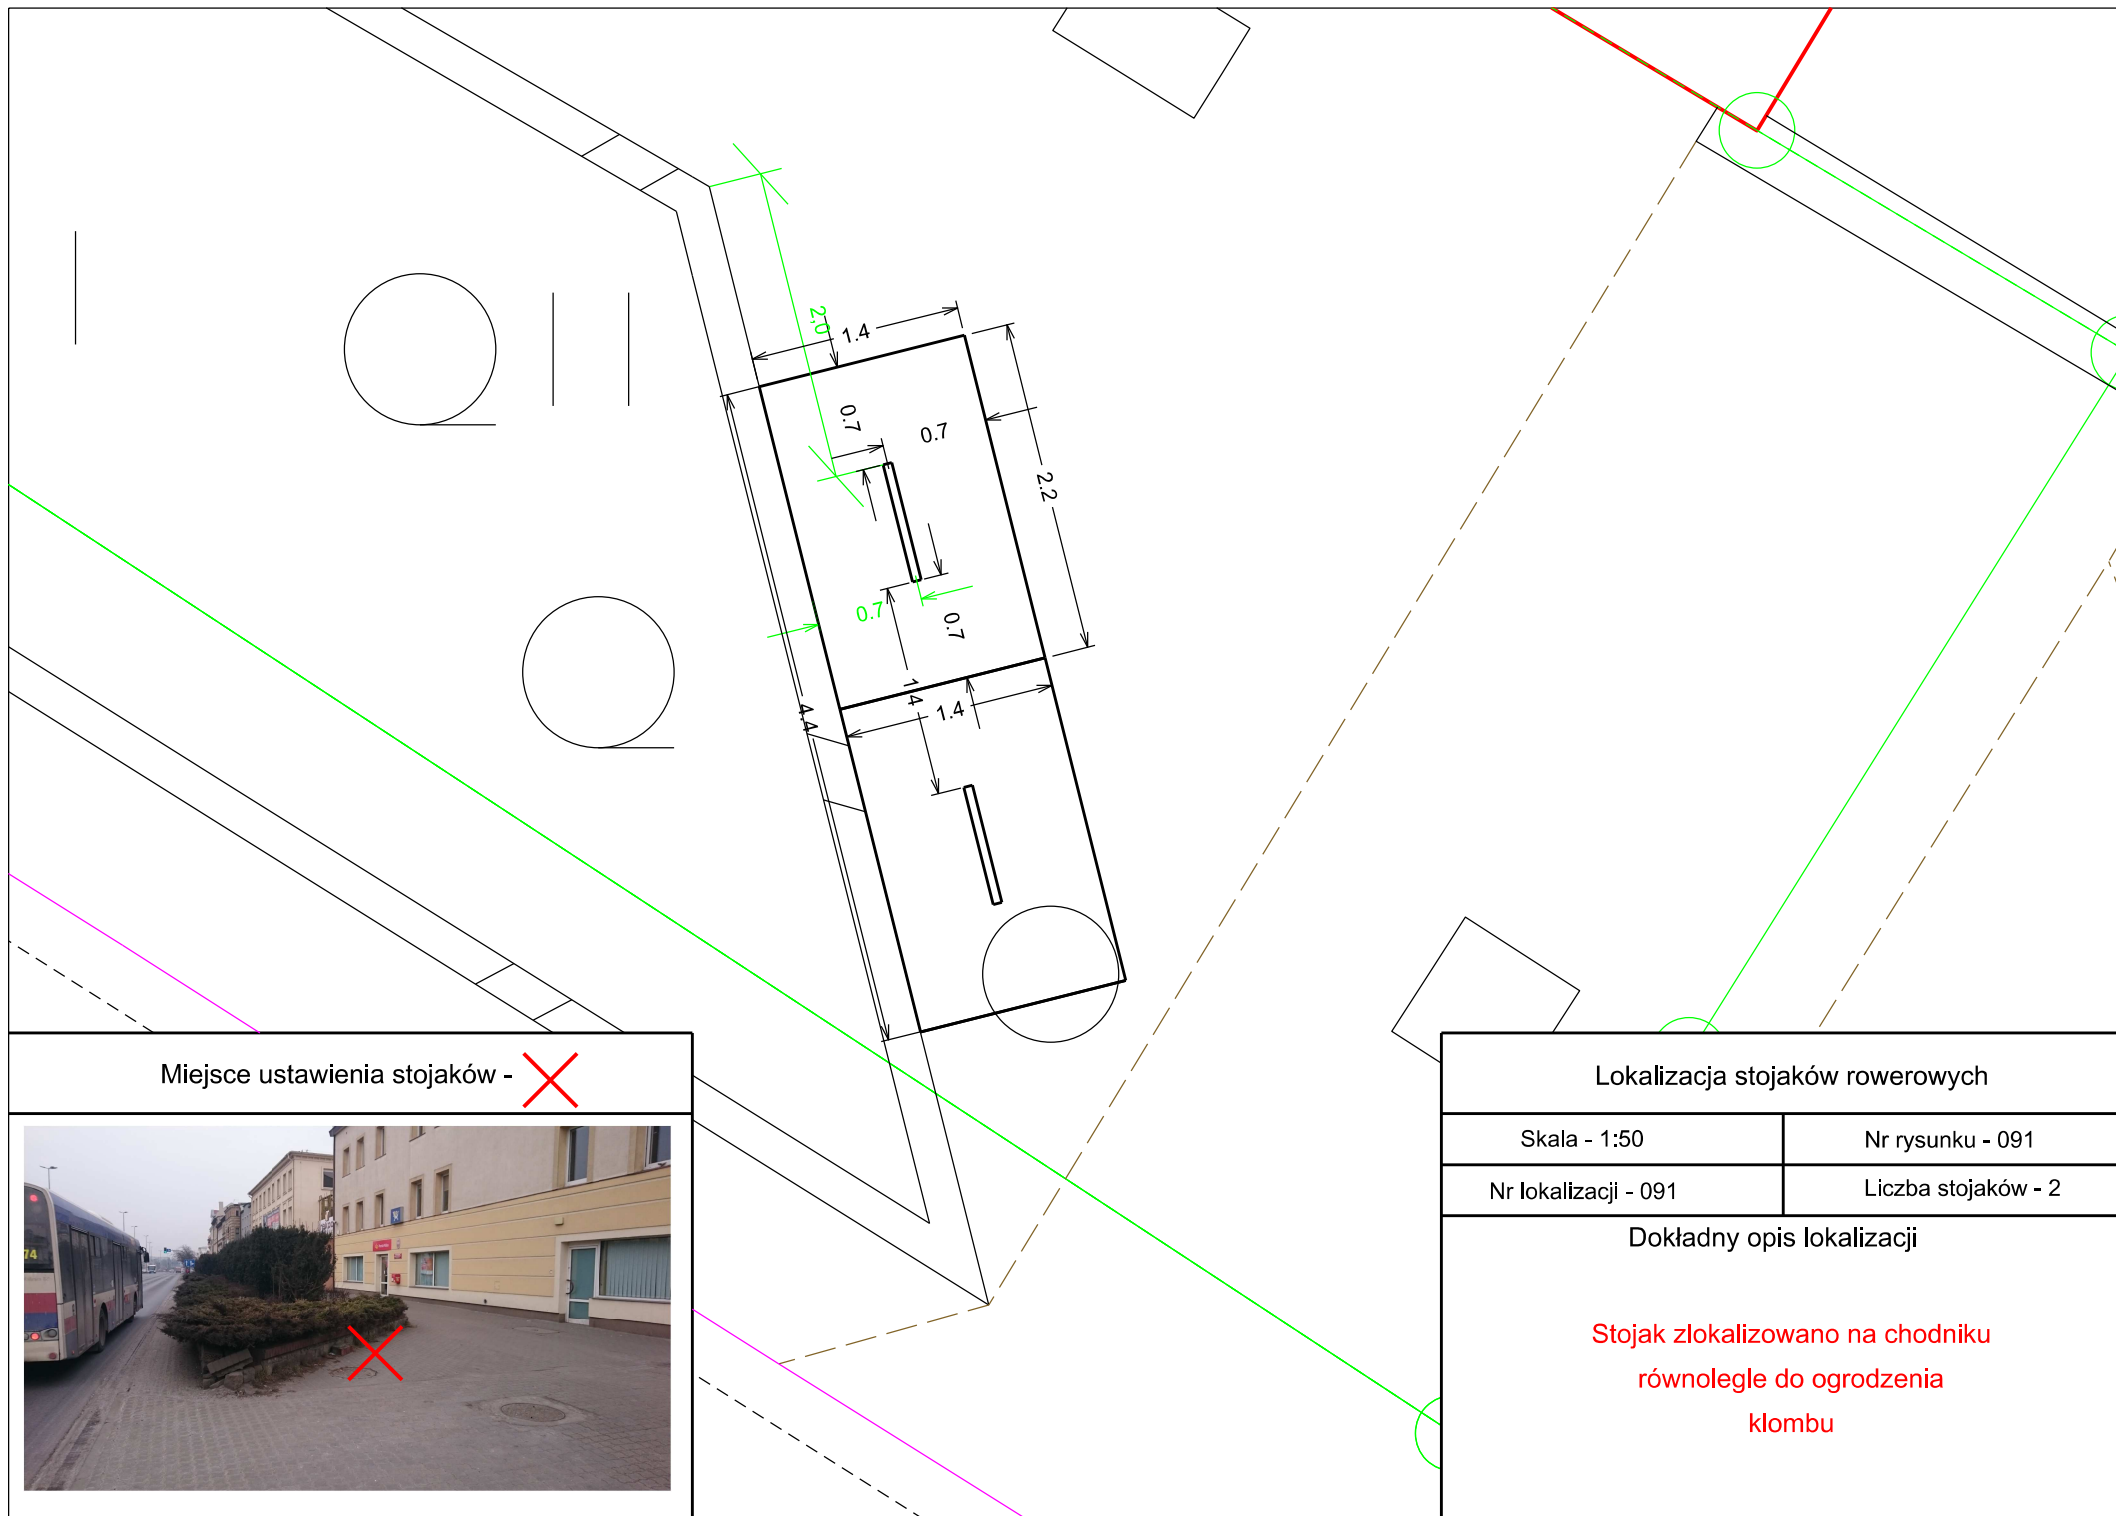 2,0
1.4
0.7
0.7
2.2
0.7
0.7
1.4
1.4
4.4
Miejsce ustawienia stojaków -
74
Lokalizacja stojaków rowerowych
Skala - 1:50
Nr rysunku - 091
Nr lokalizacji - 091
Liczba stojaków - 2
Dokładny opis lokalizacji
Stojak zlokalizowano na chodniku
równolegle do ogrodzenia
klombu